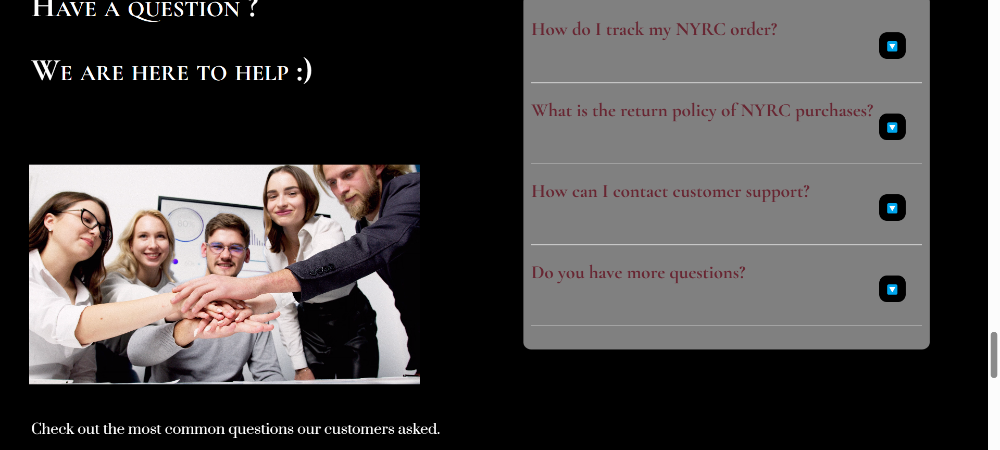 Have a question ?
We are here to help :)
80%
60%
Check out the most common questions our customers asked.
How do I track my NYRC order?
What is the return policy of NYRC purchases?
How can I contact customer support?
Do you have more questions?